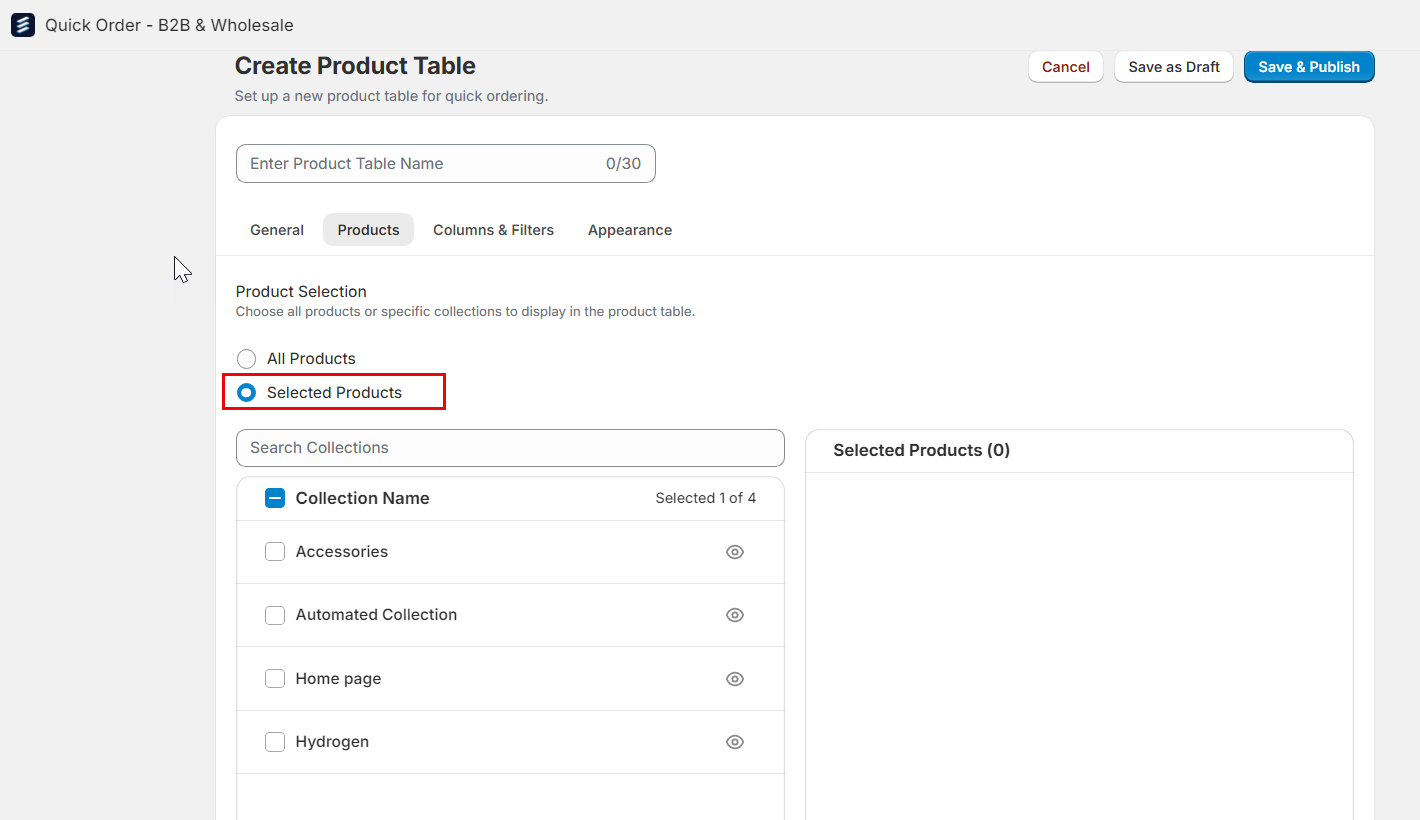 Quick Order - B2B & Wholesale
Create Product Table
Cancel
Save as Draft
Save & Publish
Set up a new product table for quick ordering.
Enter Product Table Name 0/30
General Products Columns & Filters Appearance
Product Selection
Choose all products or specific collections to display in the product table.
All Products
Selected Products
Search Collections
Collection Name Selected 1 of 4
Accessories
Automated Collection
Home page
Hydrogen
Selected Products (0)